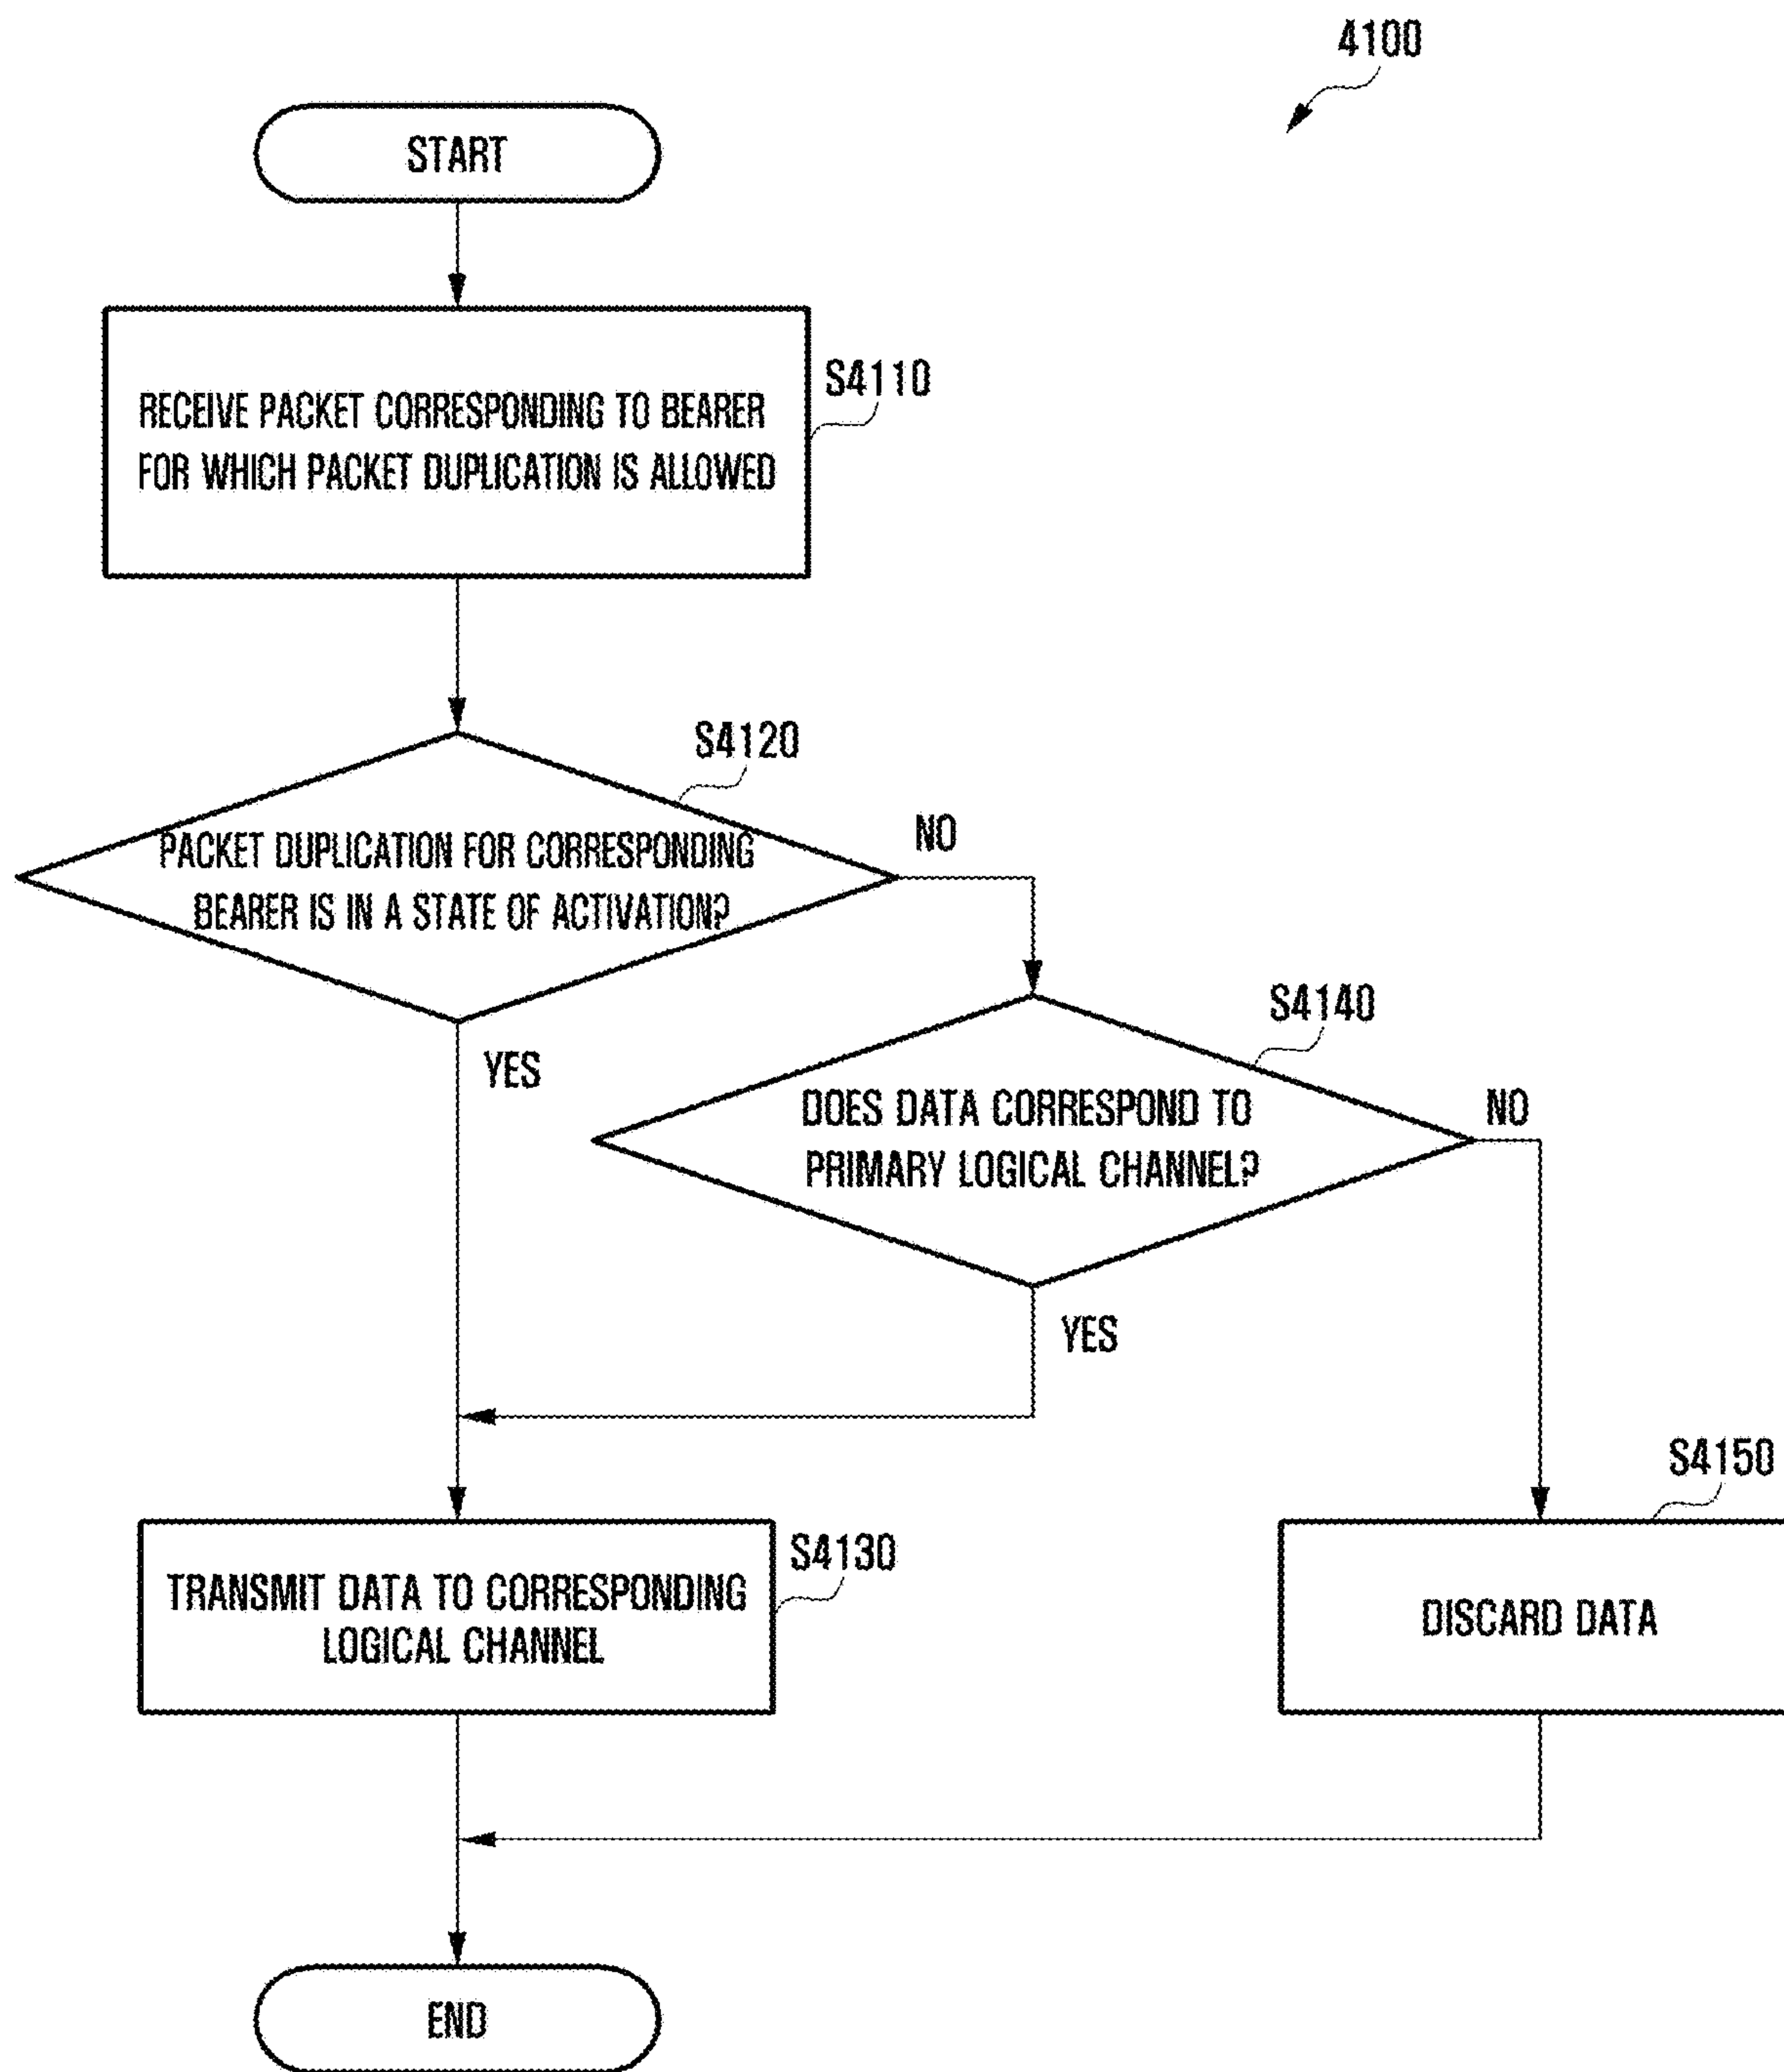 4100
START
RECEIVE PACKET CORRESPONDING TO BEARER
FOR WHICH PACKET DUPLICATION IS ALLOWED
S4110
S4120
PACKET DUPLICATION FOR CORRESPONDING
BEARER IS IN A STATE OF ACTIVATION?
NO
YES
S4140
DOES DATA CORRESPOND TO
PRIMARY LOGICAL CHANNEL?
NO
YES
S4130
TRANSMIT DATA TO CORRESPONDING
LOGICAL CHANNEL
S4150
DISCARD DATA
END